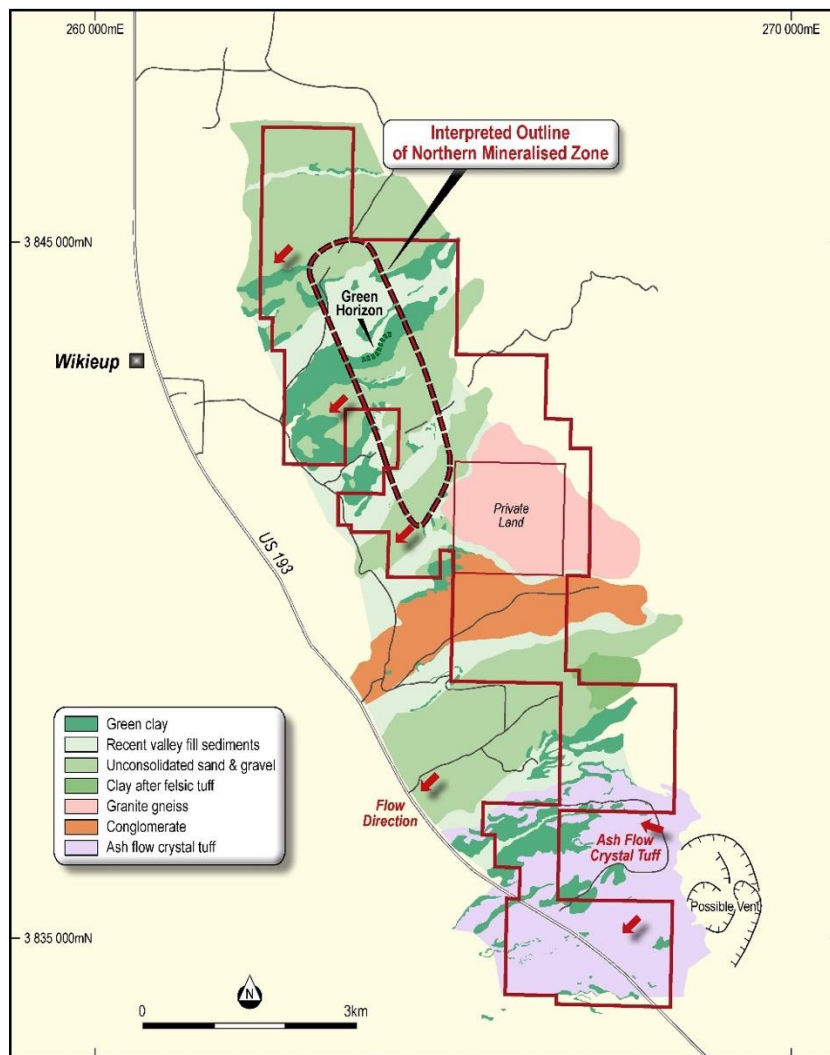 260 000mE
270 000mE
Interpreted Outline
of Northern Mineralised Zone
3 845 000mN
Green
Horizon
Wikieup
Private
Land
US 193
Green clay
Recent valley fill sediments
Unconsolidated sand & gravel
Clay after felsic tuff
Granite gneiss
Conglomerate
Ash flow crystal tuff
Flow
Direction
Ash Flow
Crystal Tuff
Possible Vent
3 835 000mN
N
0
3km